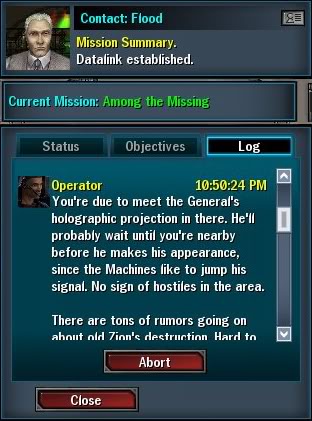 Contact: Flood
Mission Summary.
Datalink established.
Current Mission: Among the Missing
Status Objectives Log
Operator 10:50:24 PM
You're due to meet the General's
holographic projection in there. He'll
probably wait until you're nearby
before he makes his appearance,
since the Machines like to jump his
signal. No sign of hostiles in the area.
There are tons of rumors going on
about old Zion's destruction. Hard to
Abort
Close